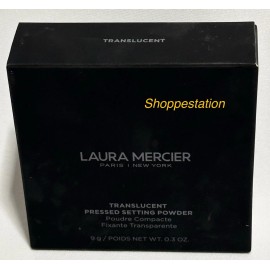 TRANSLUCENT
Shoppestation
LAURA MERCIER
PARIS | NEW YORK
TRANSLUCENT
PRESSED SETTING POWDER
Poudre Compacte
Fixante Transparente
9 g / POIDS NET WT. 0.3 OZ.